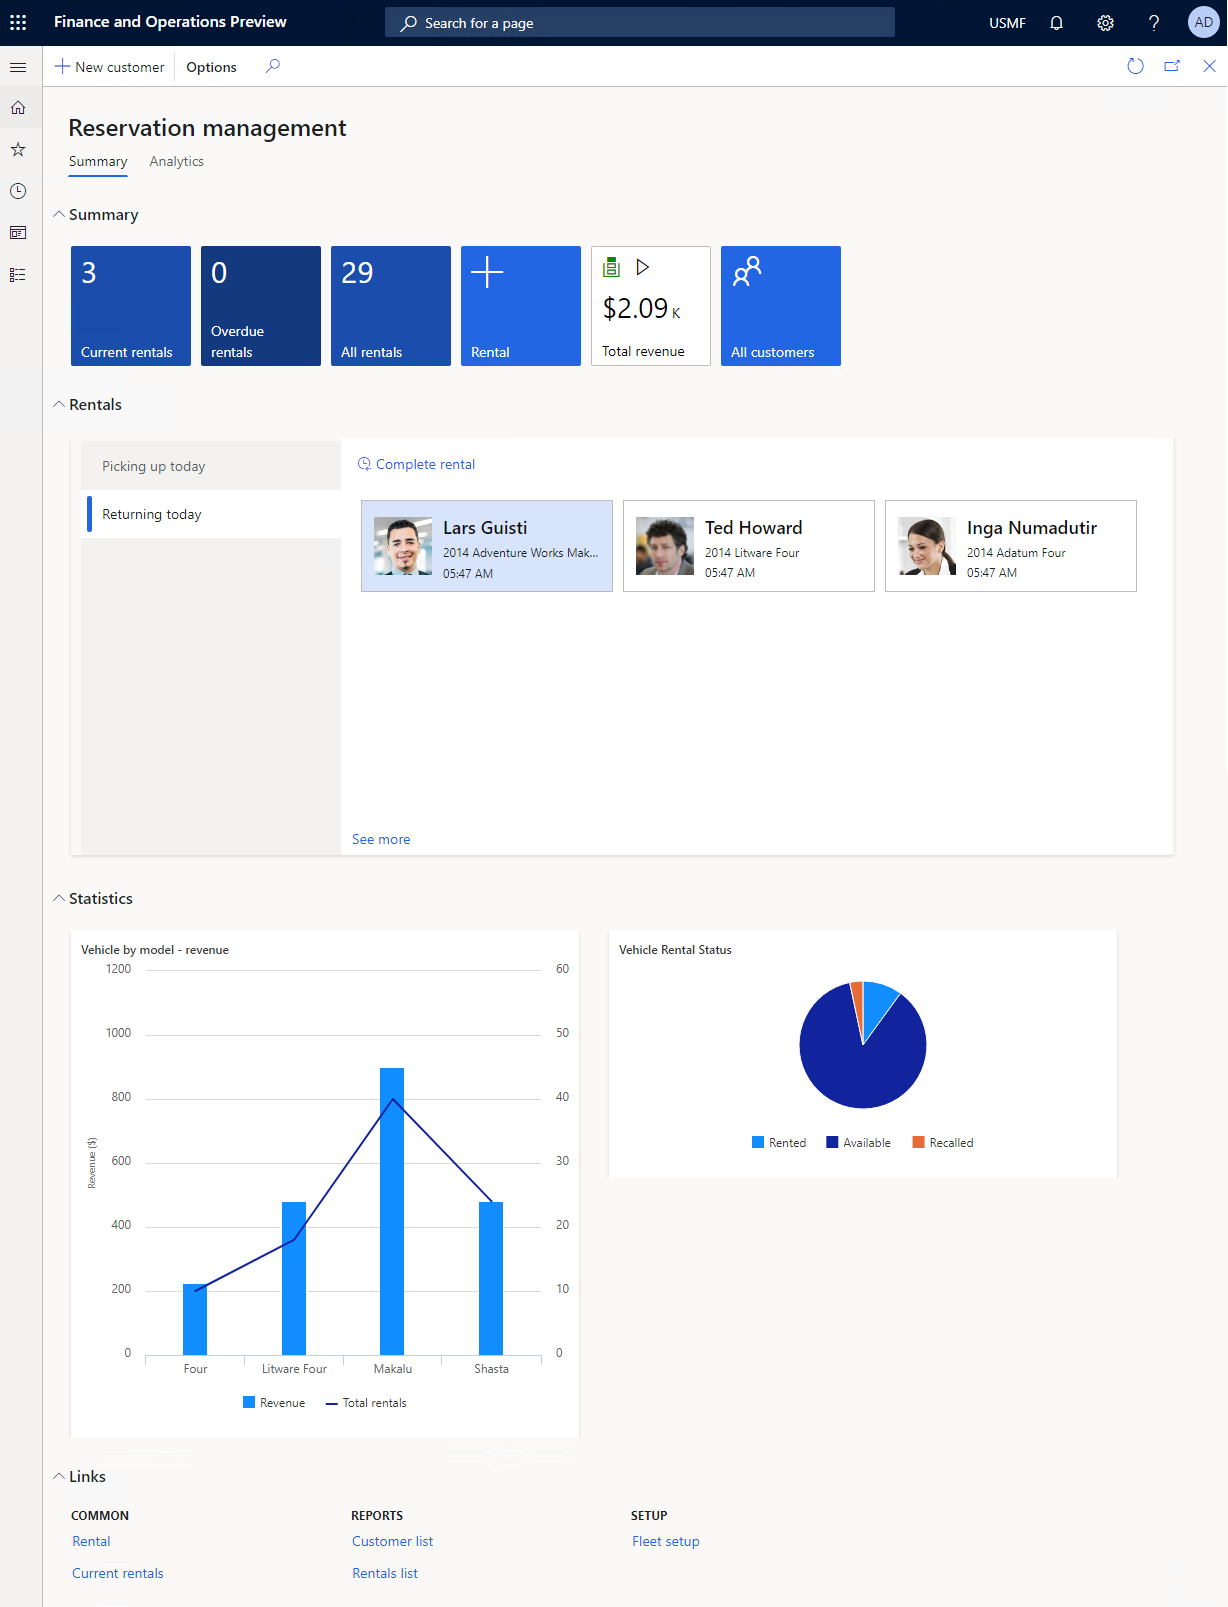 Finance and Operations Preview
Search for a page
USMF
?
AD
New customer
Options
Reservation management
Summary
Analytics
Summary
3
Current rentals
0
Overdue
rentals
29
All rentals
Rental
$2.09 K
Total revenue
All customers
Rentals
Picking up today
Returning today
Complete rental
Lars Guisti
2014 Adventure Works Mak...
05:47 AM
Ted Howard
2014 Litware Four
05:47 AM
Inga Numadutir
2014 Adatum Four
05:47 AM
See more
Statistics
Vehicle by model - revenue
1200
60
1000
50
800
40
600
30
400
20
200
10
0
0
Revenue ($)
Four
Litware Four
Makalu
Shasta
Revenue
Total rentals
Vehicle Rental Status
Rented
Available
Recalled
Links
COMMON
Rental
Current rentals
REPORTS
Customer list
Rentals list
SETUP
Fleet setup